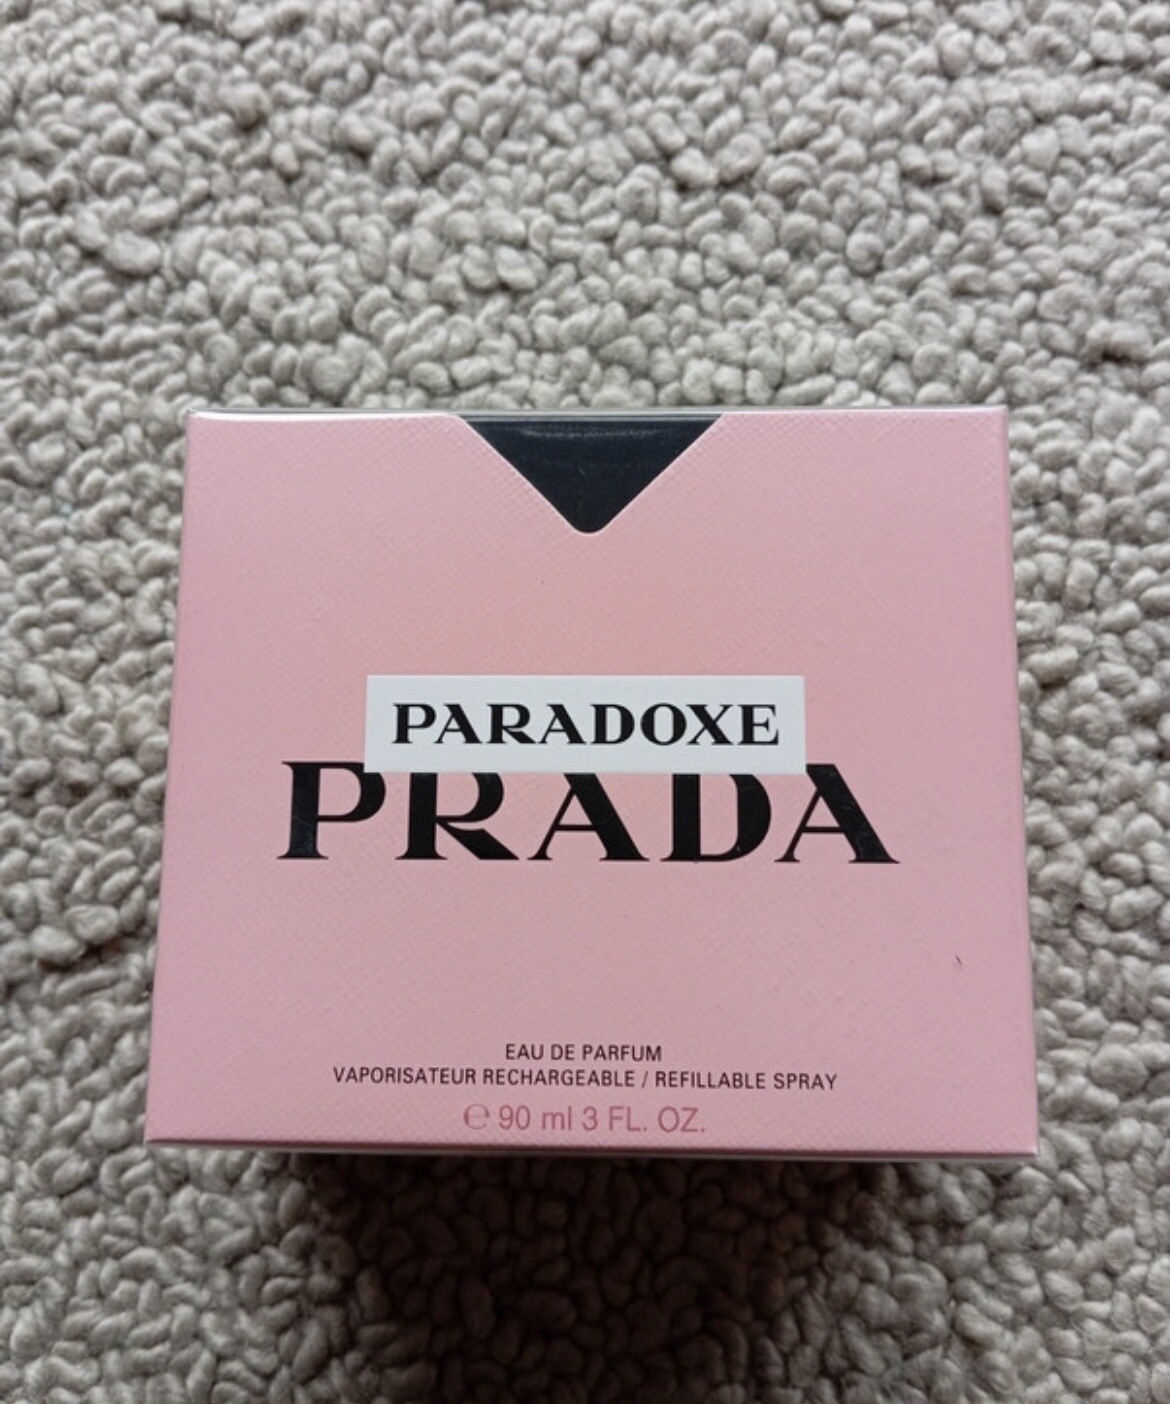 PARADOXE
PRADA
EAU DE PARFUM
VAPORISATEUR RECHARGEABLE / REFILLABLE SPRAY
℮ 90 ml 3 FL. OZ.